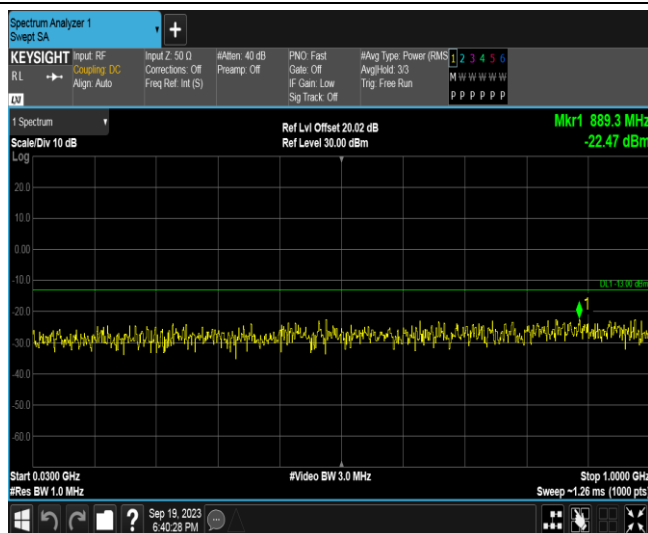 Spectrum Analyzer 1
Swept SA
KEYSIGHT
RL
LXI
Input: RF
Coupling: DC
Align: Auto
Input Z: 50 Ω
Corrections: Off
Freq Ref: Int (S)
#Atten: 40 dB
Preamp: Off
PNO: Fast
Gate: Off
IF Gain: Low
Sig Track: Off
#Avg Type: Power (RMS
Avg|Hold: 3/3
Trig: Free Run
1 2 3 4 5 6
M W W W W W
P P P P P P
1 Spectrum
Scale/Div 10 dB
Ref Lvl Offset 20.02 dB
Ref Level 30.00 dBm
Mkr1 889.3 MHz
-22.47 dBm
Log
20.0
10.0
0.00
-10.0
DL1 -13.00 dBm
-20.0
1
-30.0
-40.0
-50.0
-60.0
Start 0.0300 GHz
#Res BW 1.0 MHz
#Video BW 3.0 MHz
Stop 1.0000 GHz
Sweep ~1.26 ms (1000 pts)
?
Sep 19, 2023
6:40:28 PM